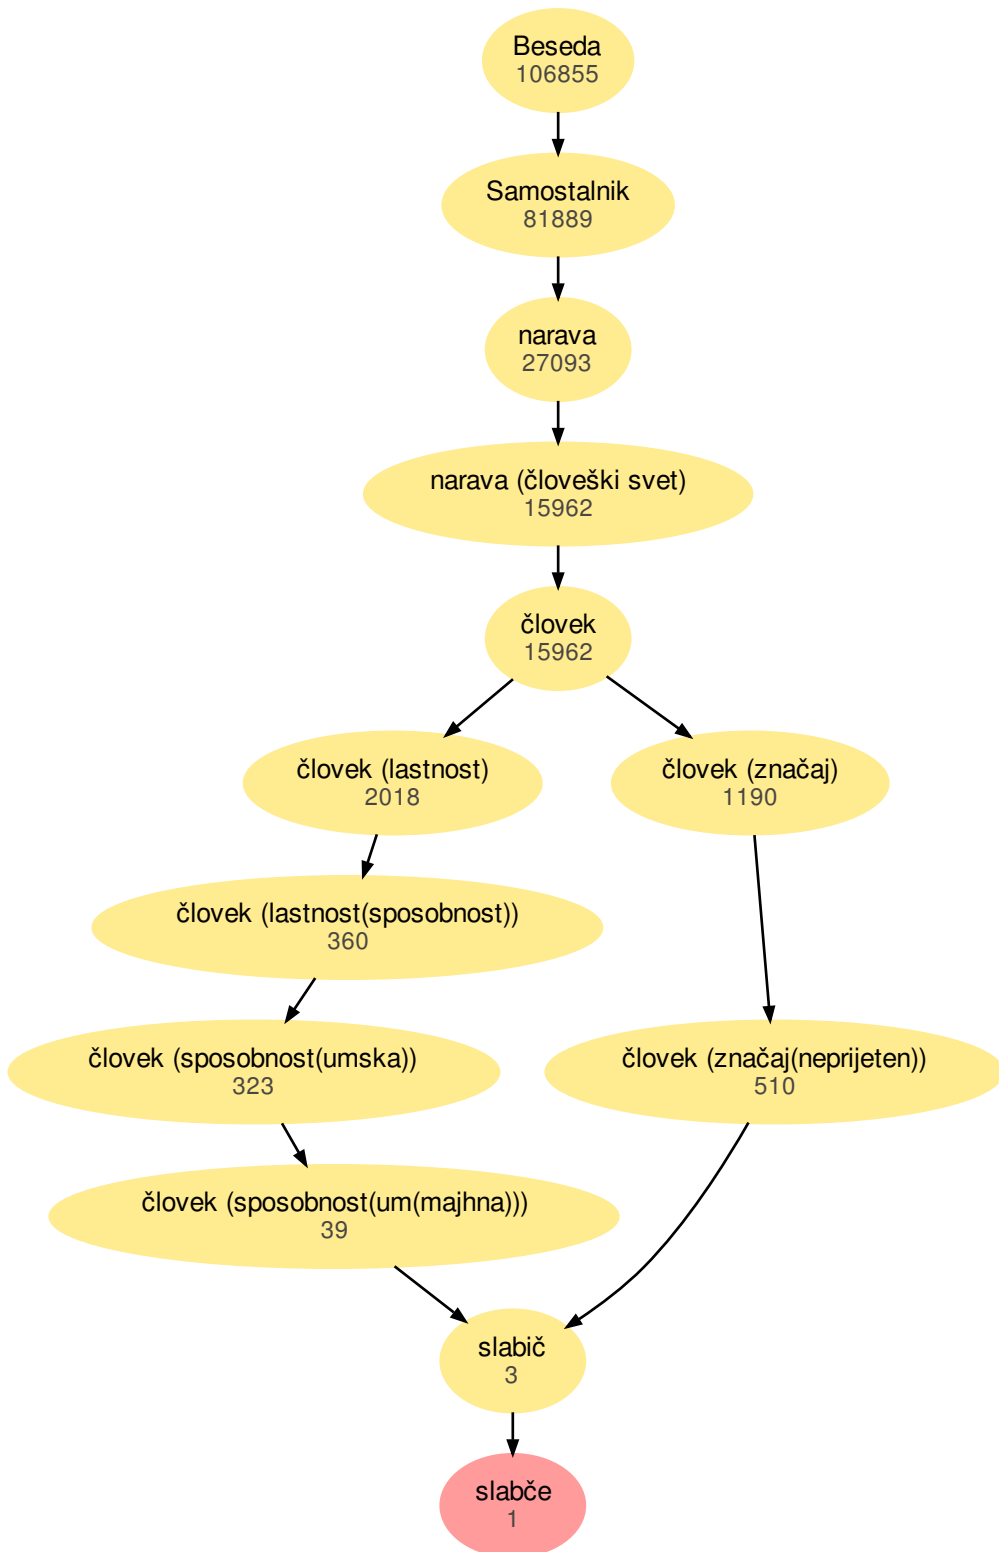 Beseda
106855
Samostalnik
81889
narava
27093
narava (človeški svet)
15962
človek
15962
človek (lastnost)
2018
človek (značaj)
1190
človek (lastnost(sposobnost))
360
človek (sposobnost(umska))
323
človek (značaj(neprijeten))
510
človek (sposobnost(um(majhna)))
39
slabič
3
slabče
1